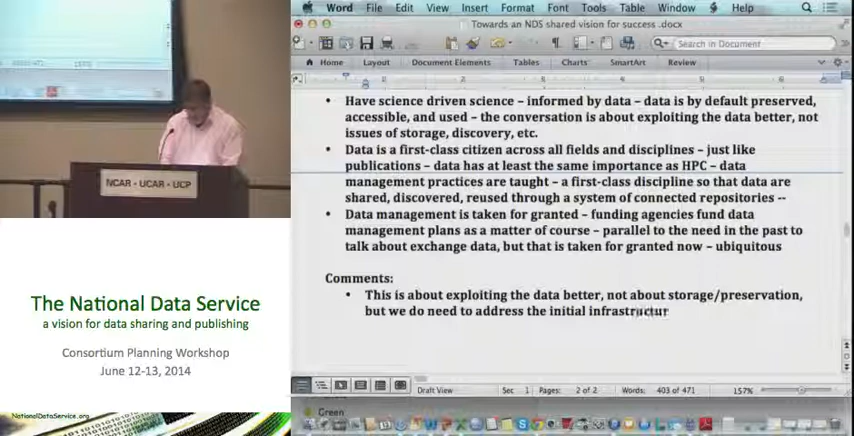 NCAR - UCAR - UCP
The National Data Service
a vision for data sharing and publishing
Consortium Planning Workshop
June 12-13, 2014
NationalDataService.org
Word File Edit View Insert Format Font Tools Table Window Help
Towards an NDS shared vision for success .docx
Search in Document
Home Layout Document Elements Tables Charts SmartArt Review
• Have science driven science – informed by data – data is by default preserved,
accessible, and used – the conversation is about exploiting the data better, not
issues of storage, discovery, etc.
• Data is a first-class citizen across all fields and disciplines – just like
publications – data has at least the same importance as HPC – data
management practices are taught – a first-class discipline so that data are
shared, discovered, reused through a system of connected repositories --
• Data management is taken for granted – funding agencies fund data
management plans as a matter of course – parallel to the need in the past to
talk about exchange data, but that is taken for granted now – ubiquitous
Comments:
• This is about exploiting the data better, not about storage/preservation,
but we do need to address the initial infrastructur
Draft View Sec 1 Pages: 2 of 2 Words: 403 of 471 157%
Green